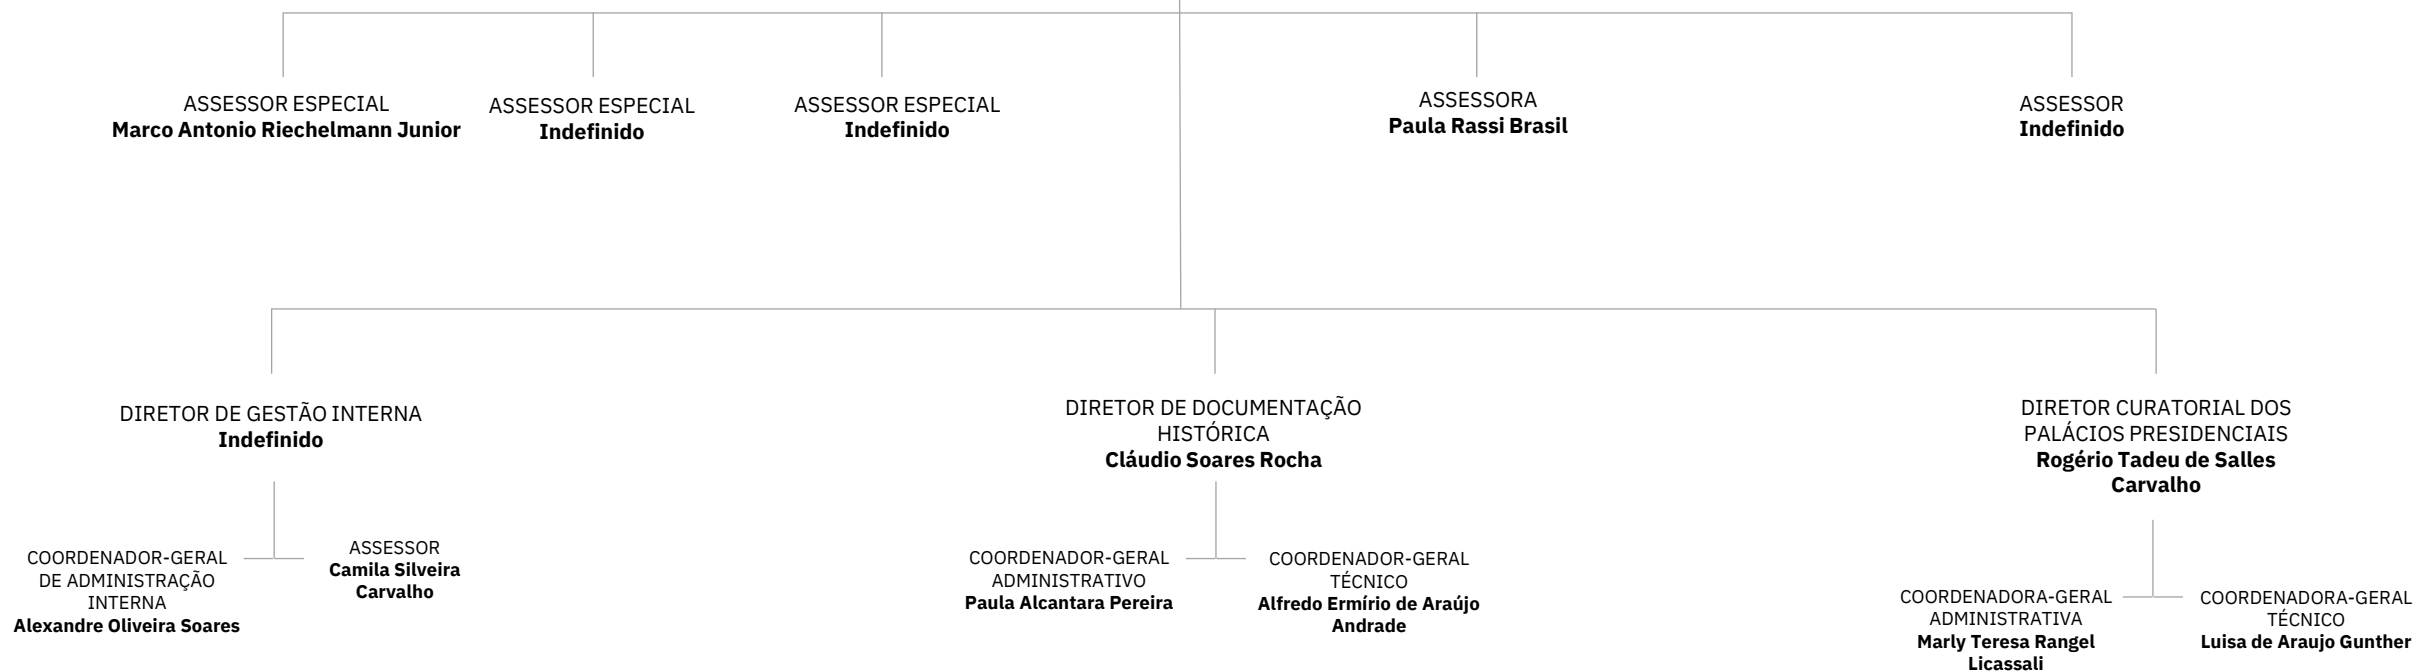 ASSESSOR ESPECIAL
Marco Antonio Riechelmann Junior
ASSESSOR ESPECIAL
Indefinido
ASSESSOR ESPECIAL
Indefinido
ASSESSORA
Paula Rassi Brasil
ASSESSOR
Indefinido
DIRETOR DE GESTÃO INTERNA
Indefinido
DIRETOR DE DOCUMENTAÇÃO
HISTÓRICA
Cláudio Soares Rocha
DIRETOR CURATORIAL DOS
PALÁCIOS PRESIDENCIAIS
Rogério Tadeu de Salles
Carvalho
COORDENADOR-GERAL
DE ADMINISTRAÇÃO
INTERNA
Alexandre Oliveira Soares
ASSESSOR
Camila Silveira
Carvalho
COORDENADOR-GERAL
ADMINISTRATIVO
Paula Alcantara Pereira
COORDENADOR-GERAL
TÉCNICO
Alfredo Ermírio de Araújo
Andrade
COORDENADORA-GERAL
ADMINISTRATIVA
Marly Teresa Rangel
Licassali
COORDENADORA-GERAL
TÉCNICO
Luisa de Araujo Gunther